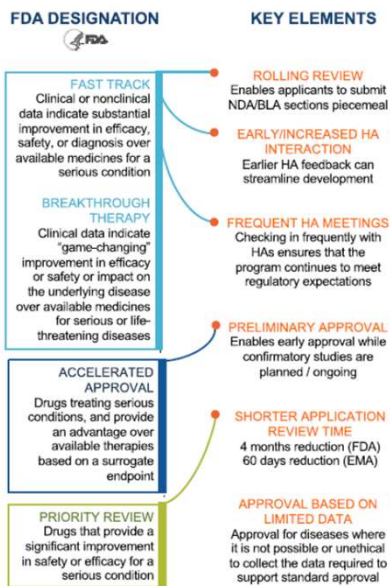 FDA DESIGNATION
FDA
FAST TRACK
Clinical or nonclinical
data indicate substantial
improvement in efficacy,
safety, or diagnosis over
available medicines for a
serious condition
BREAKTHROUGH
THERAPY
Clinical data indicate
“game-changing”
improvement in efficacy
or safety or impact on
the underlying disease
over available medicines
for serious or life-
threatening diseases
ACCELERATED
APPROVAL
Drugs treating serious
conditions, and provide
an advantage over
available therapies
based on a surrogate
endpoint
PRIORITY REVIEW
Drugs that provide a
significant improvement
in safety or efficacy for a
serious condition
KEY ELEMENTS
ROLLING REVIEW
Enables applicants to submit
NDA/BLA sections piecemeal
EARLY/INCREASED HA
INTERACTION
Earlier HA feedback can
streamline development
FREQUENT HA MEETINGS
Checking in frequently with
HAs ensures that the
program continues to meet
regulatory expectations
PRELIMINARY APPROVAL
Enables early approval while
confirmatory studies are
planned / ongoing
SHORTER APPLICATION
REVIEW TIME
4 months reduction (FDA)
60 days reduction (EMA)
APPROVAL BASED ON
LIMITED DATA
Approval for diseases where
it is not possible or unethical
to collect the data required to
support standard approval